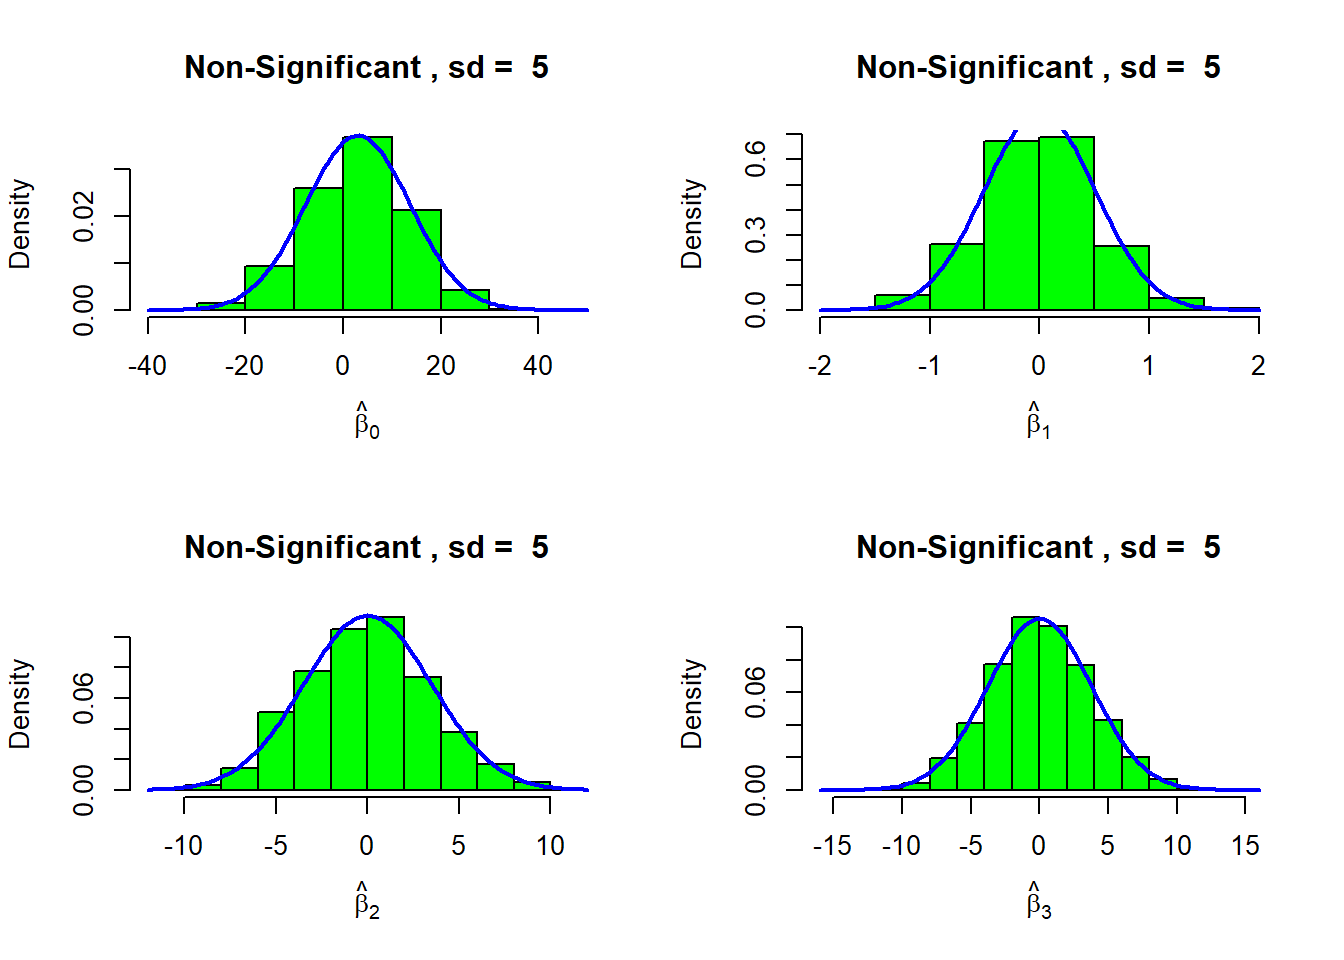 Non-Significant , sd =  5
Density
0.00 0.02
-40 -20 0 20 40
β̂0
Non-Significant , sd =  5
Density
0.0 0.3 0.6
-2 -1 0 1 2
β̂1
Non-Significant , sd =  5
Density
0.00 0.06
-10 -5 0 5 10
β̂2
Non-Significant , sd =  5
Density
0.00 0.06
-15 -10 -5 0 5 10 15
β̂3